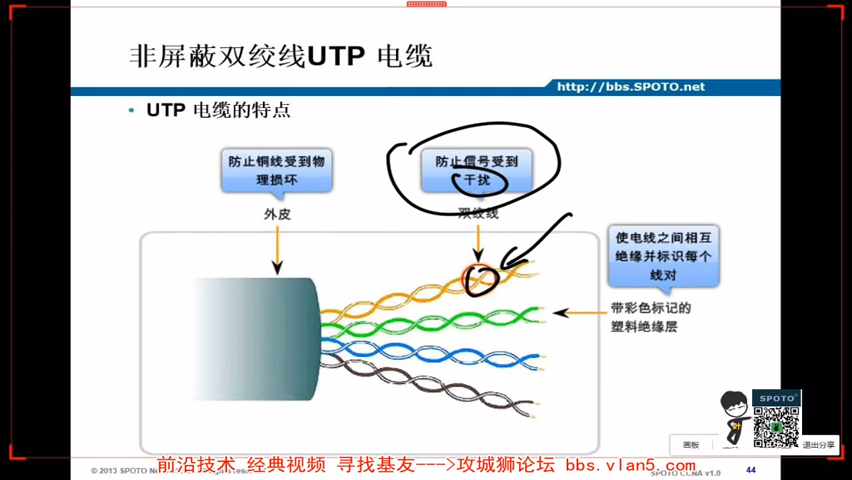 非屏蔽双绞线UTP 电缆
http://bbs.SPOTO.net
• UTP 电缆的特点
防止铜线受到物
理损坏
防止信号受到
干扰
外皮
双绞线
使电线之间相互
绝缘并标识每个
线对
带彩色标记的
塑料绝缘层
SPOTO
画板
退出分享
前沿技术 经典视频 寻找基友--->攻城狮论坛 bbs.vlan5.com
© 2013 SPOTO
SPOTO CCNA v1.0
44